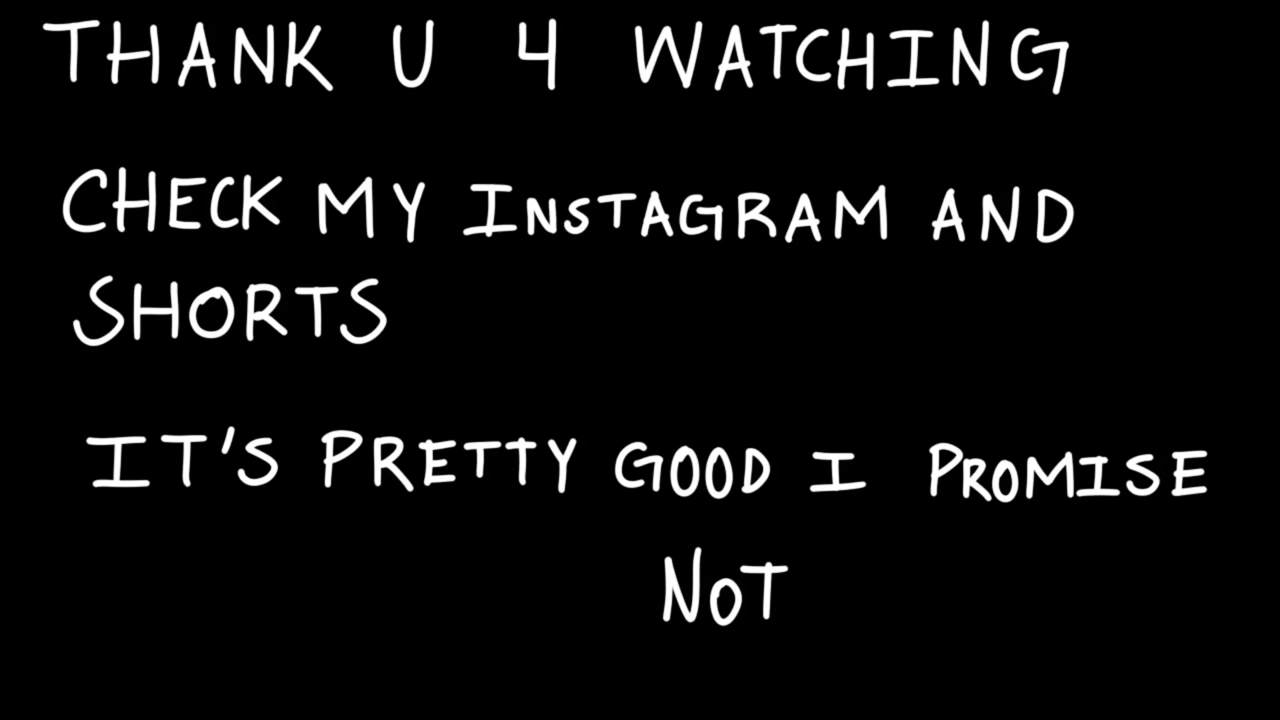 THANK U 4 WATCHING
CHECK MY INSTAGRAM AND
SHORTS
IT'S PRETTY GOOD I PROMISE
NOT